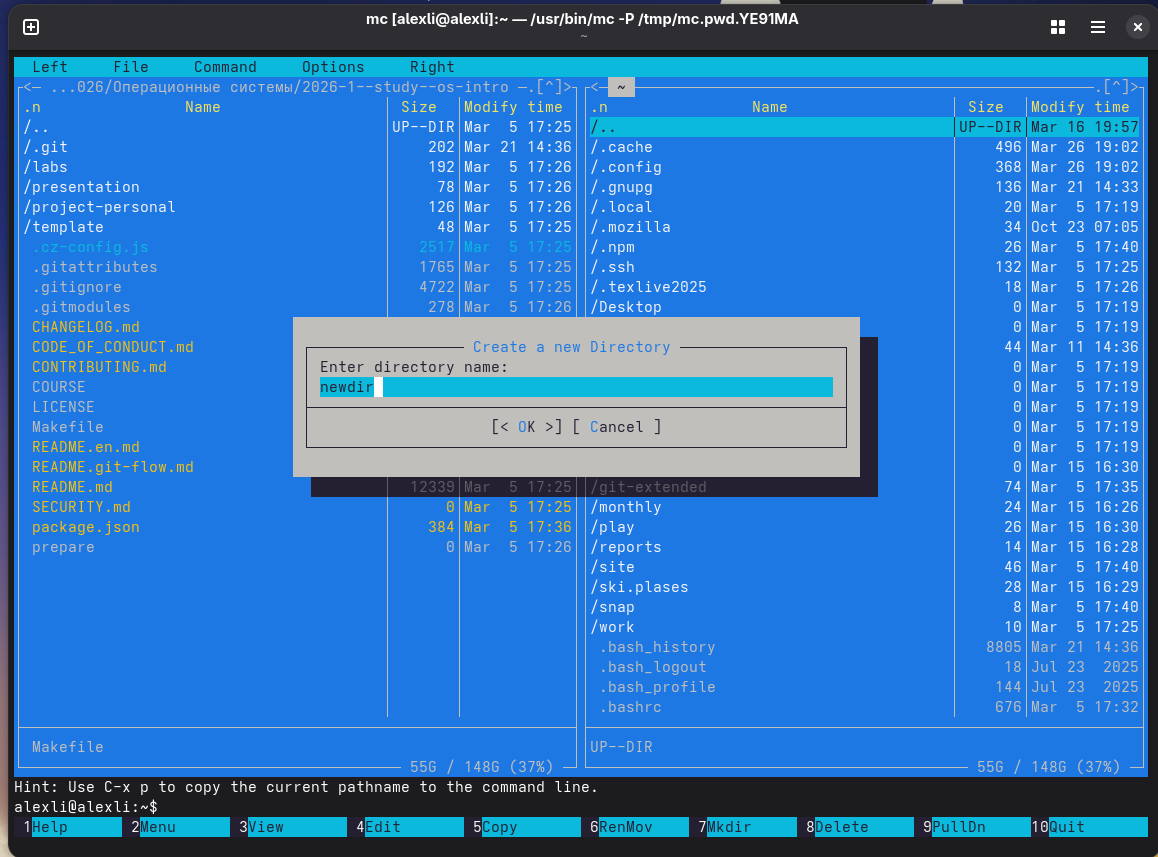 mc [alexli@alexli]:~ — /usr/bin/mc -P /tmp/mc.pwd.YE91MA
~
Left File Command Options Right
<— ...026/Операционные системы/2026-1--study--os-intro —.[^]>
.n Name Size Modify time
/.. UP--DIR Mar 5 17:25
/.git 202 Mar 21 14:36
/labs 192 Mar 5 17:26
/presentation 78 Mar 5 17:26
/project-personal 126 Mar 5 17:26
/template 48 Mar 5 17:25
.cz-config.js 2517 Mar 5 17:25
.gitattributes 1765 Mar 5 17:25
.gitignore 4722 Mar 5 17:25
.gitmodules 278 Mar 5 17:26
CHANGELOG.md
CODE_OF_CONDUCT.md
CONTRIBUTING.md
COURSE
LICENSE
Makefile
README.en.md
README.git-flow.md
README.md 12339 Mar 5 17:25
SECURITY.md 0 Mar 5 17:25
package.json 384 Mar 5 17:36
prepare 0 Mar 5 17:26
Makefile
55G / 148G (37%)
<— ~ —.[^]>
.n Name Size Modify time
/.. UP--DIR Mar 16 19:57
/.cache 496 Mar 26 19:02
/.config 368 Mar 26 19:02
/.gnupg 136 Mar 21 14:33
/.local 20 Mar 5 17:19
/.mozilla 34 Oct 23 07:05
/.npm 26 Mar 5 17:40
/.ssh 132 Mar 5 17:25
/.texlive2025 18 Mar 5 17:26
/Desktop 0 Mar 5 17:19
0 Mar 5 17:19
44 Mar 11 14:36
0 Mar 5 17:19
0 Mar 5 17:19
0 Mar 5 17:19
0 Mar 5 17:19
0 Mar 5 17:19
0 Mar 15 16:30
/git-extended 74 Mar 5 17:35
/monthly 24 Mar 15 16:26
/play 26 Mar 15 16:30
/reports 14 Mar 15 16:28
/site 46 Mar 5 17:40
/ski.plases 28 Mar 15 16:29
/snap 8 Mar 5 17:40
/work 10 Mar 5 17:25
.bash_history 8805 Mar 21 14:36
.bash_logout 18 Jul 23 2025
.bash_profile 144 Jul 23 2025
.bashrc 676 Mar 5 17:32
UP--DIR
55G / 148G (37%)
Create a new Directory
Enter directory name:
newdir
[< OK >] [ Cancel ]
Hint: Use C-x p to copy the current pathname to the command line.
alexli@alexli:~$
1Help 2Menu 3View 4Edit 5Copy 6RenMov 7Mkdir 8Delete 9PullDn 10Quit